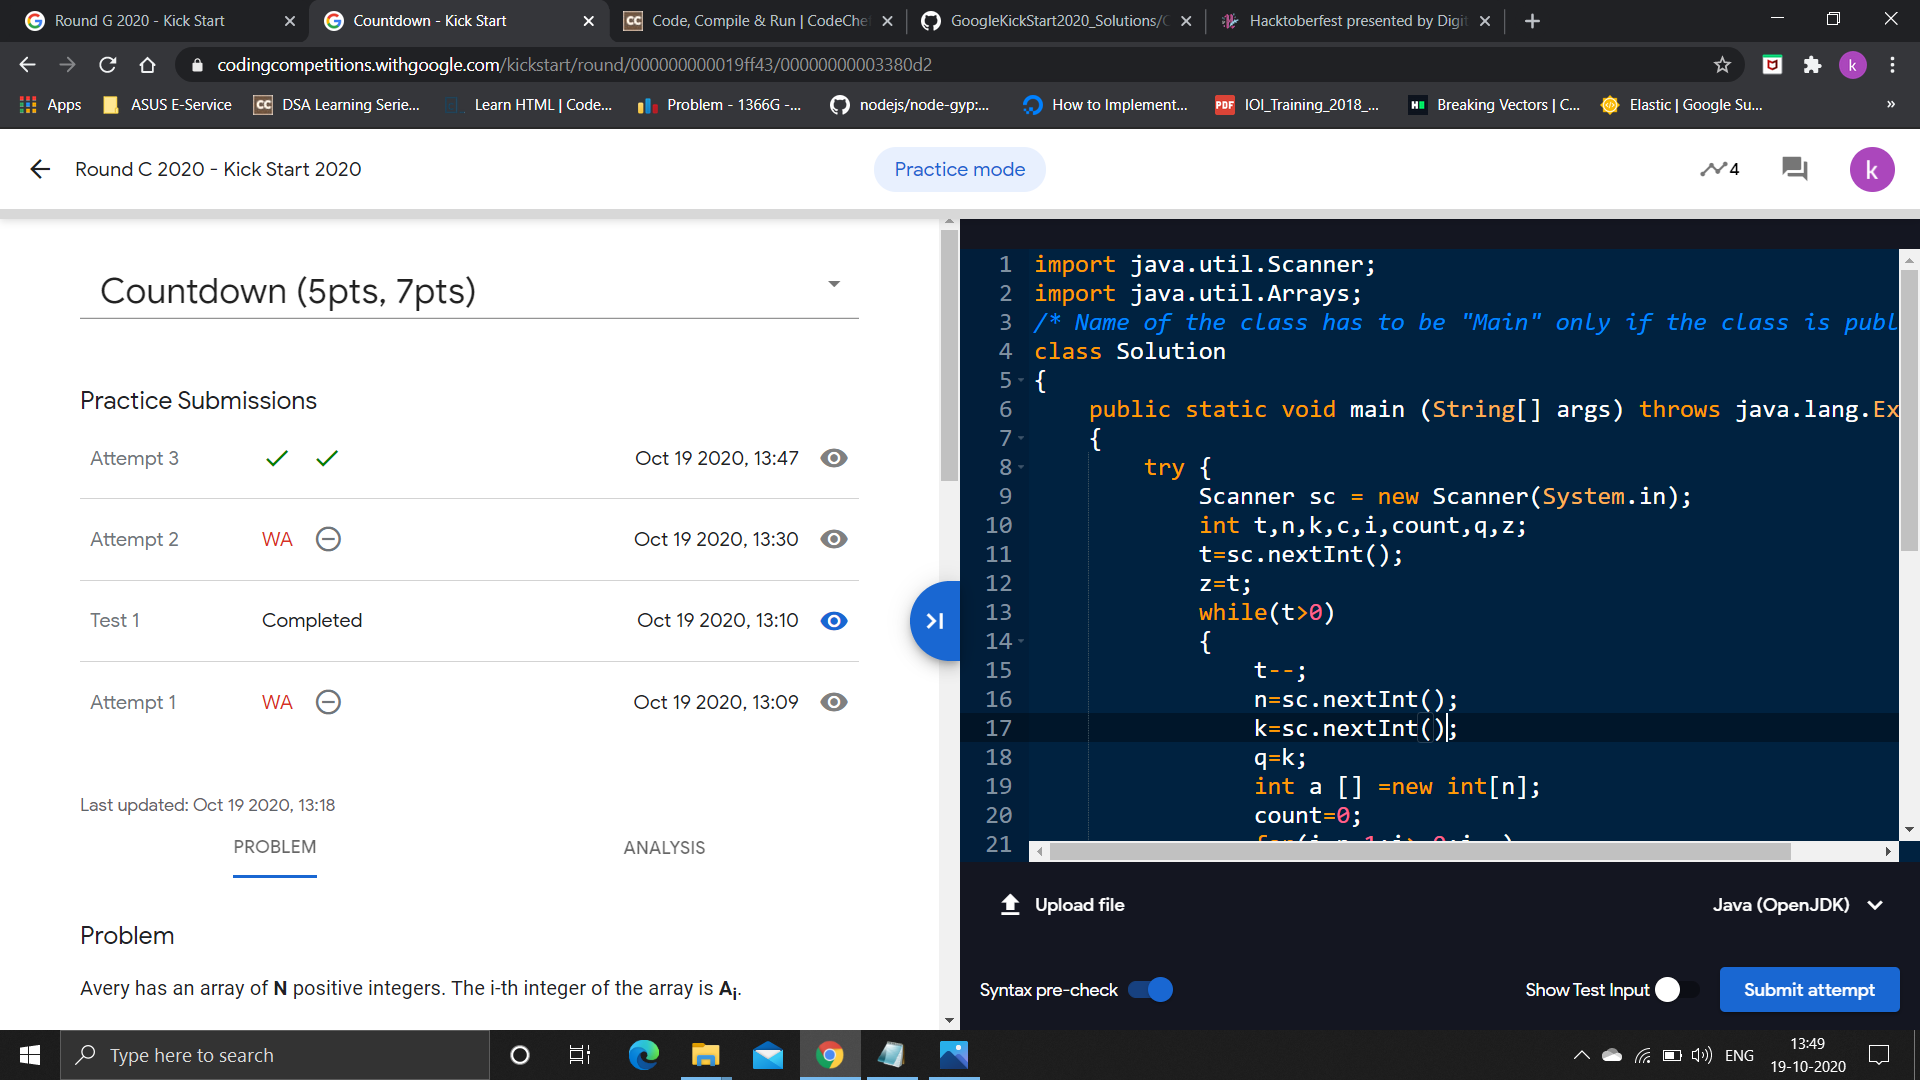 Round G 2020 - Kick Start
Countdown - Kick Start
Code, Compile & Run | CodeChe
GoogleKickStart2020_Solutions/C
Hacktoberfest presented by Digit
codingcompetitions.withgoogle.com/kickstart/round/000000000019ff43/00000000003380d2
k
Apps
ASUS E-Service
DSA Learning Serie...
Learn HTML | Code...
Problem - 1366G -...
nodejs/node-gyp:...
How to Implement...
PDF
IOI_Training_2018_...
Breaking Vectors | C...
Elastic | Google Su...
»
Round C 2020 - Kick Start 2020
Practice mode
4
k
Countdown (5pts, 7pts)
Practice Submissions
Attempt 3 Oct 19 2020, 13:47
Attempt 2 WA Oct 19 2020, 13:30
Test 1 Completed Oct 19 2020, 13:10
Attempt 1 WA Oct 19 2020, 13:09
Last updated: Oct 19 2020, 13:18
PROBLEM
ANALYSIS
Problem
Avery has an array of N positive integers. The i-th integer of the array is Ai.
1 import java.util.Scanner;
2 import java.util.Arrays;
3 /* Name of the class has to be "Main" only if the class is publ
4 class Solution
5 {
6 public static void main (String[] args) throws java.lang.Ex
7 {
8 try {
9 Scanner sc = new Scanner(System.in);
10 int t,n,k,c,i,count,q,z;
11 t=sc.nextInt();
12 z=t;
13 while(t>0)
14 {
15 t--;
16 n=sc.nextInt();
17 k=sc.nextInt();
18 q=k;
19 int a [] =new int[n];
20 count=0;
21
Upload file
Java (OpenJDK)
Syntax pre-check
Show Test Input
Submit attempt
Type here to search
ENG
13:49
19-10-2020